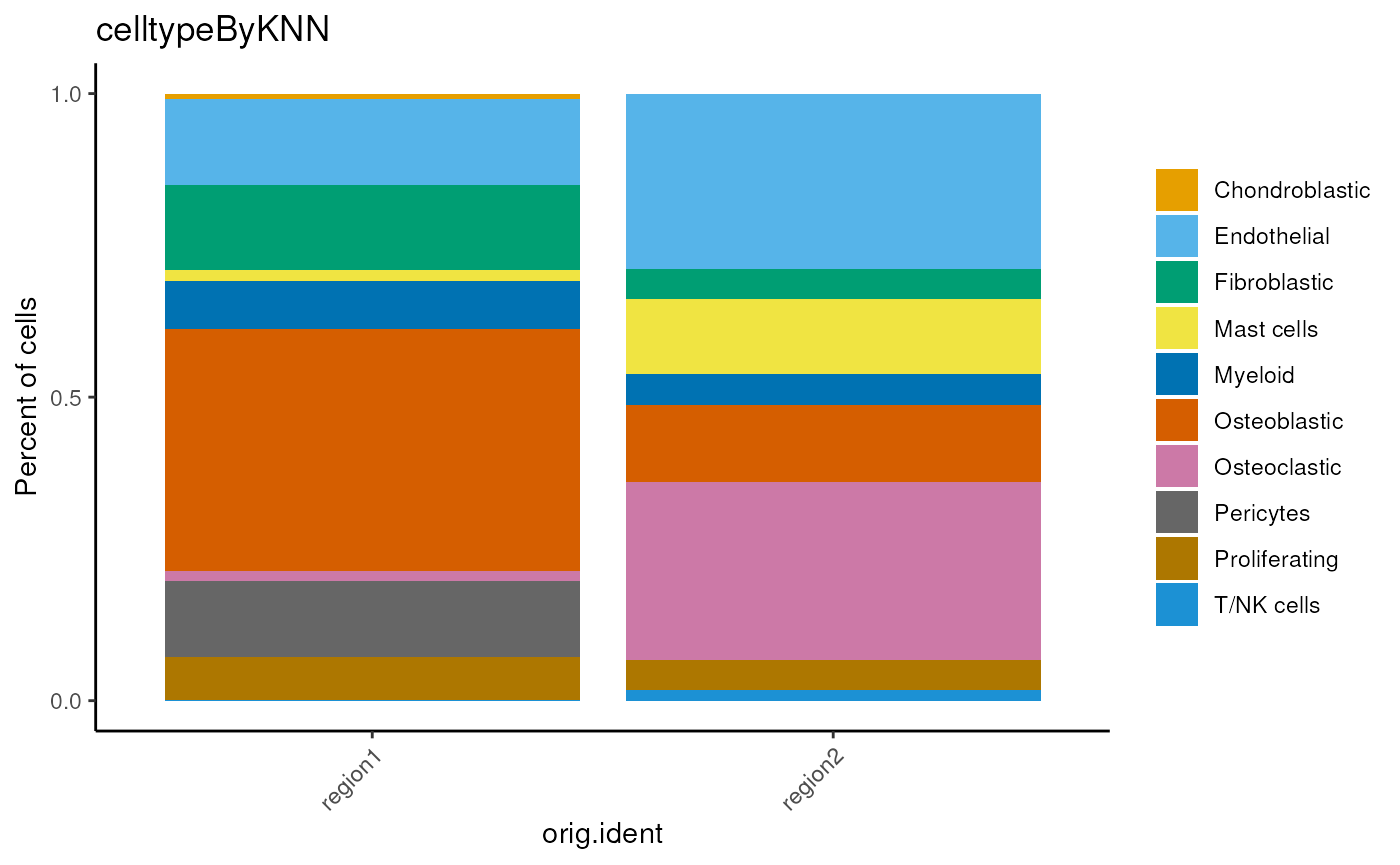 celltypeByKNN
Percent of cells
1.0
0.5
0.0
region1
region2
orig.ident
Chondroblastic
Endothelial
Fibroblastic
Mast cells
Myeloid
Osteoblastic
Osteoclastic
Pericytes
Proliferating
T/NK cells